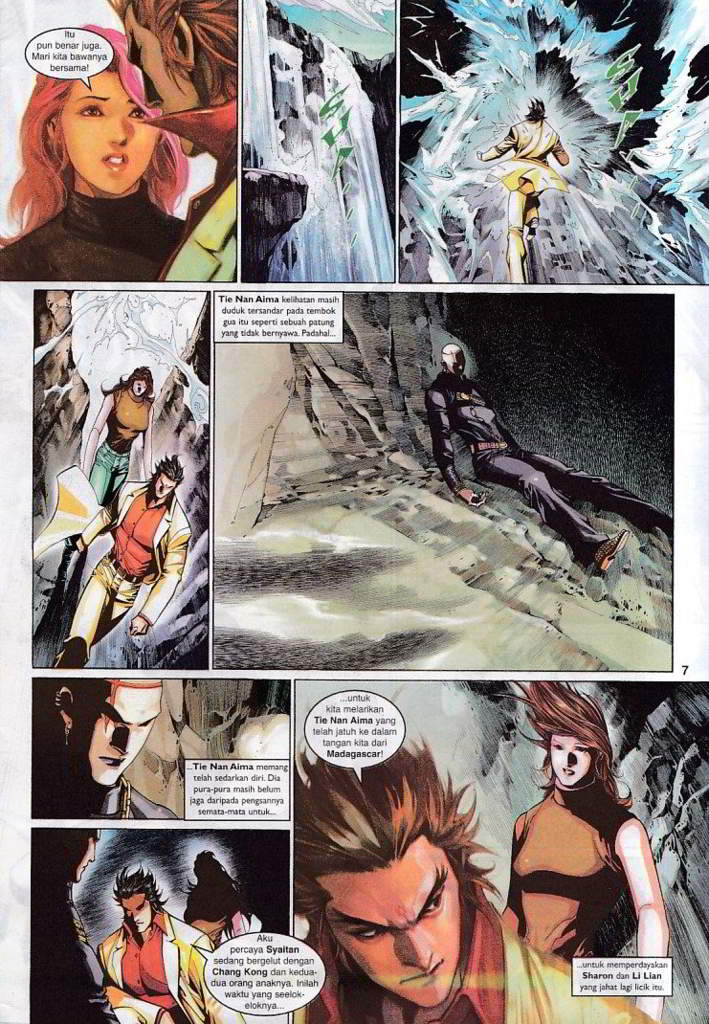 Itu
pun benar juga.
Mari kita bawanya
bersama!
Tie Nan Aima kelihatan masih
duduk tersandar pada tembok
gua itu seperti sebuah patung
yang tidak bernyawa. Padahal...
7
...Tie Nan Aima memang
telah sedarkan diri. Dia
pura-pura masih belum
jaga daripada pengsannya
semata-mata untuk...
...untuk
kita melarikan
Tie Nan Aima yang
telah jatuh ke dalam
tangan kita dari
Madagascar!
Aku
percaya Syaitan
sedang bergelut dengan
Chang Kong dan kedua-
dua orang anaknya. Inilah
waktu yang seelok-
eloknya...
...untuk memperdayakan
Sharon dan Li Lian
yang jahat lagi licik itu.